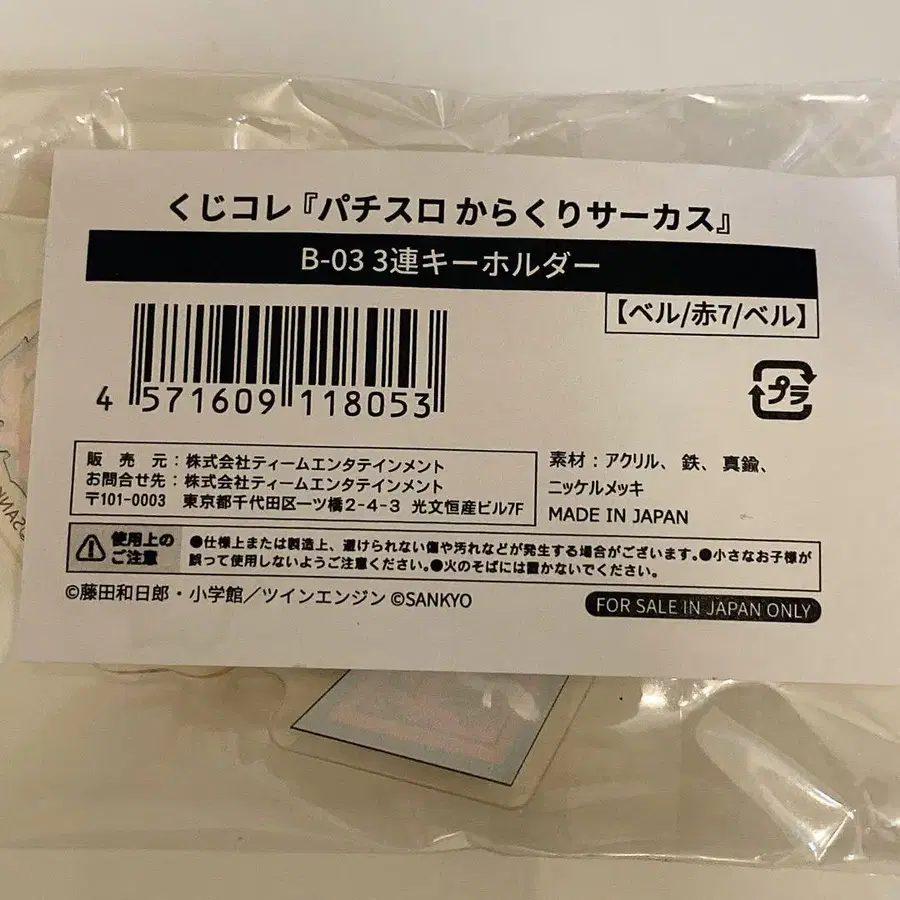 くじコレ『パチスロ からくりサーカス』
B-03 3連キーホルダー
【ベル/赤7/ベル】
4 571609 118053
プラ
販売元：株式会社ティームエンタテインメント
お問合せ先：株式会社ティームエンタテインメント
〒101-0003 東京都千代田区一ツ橋2-4-3 光文恒産ビル7F
素材：アクリル、鉄、真鍮、
ニッケルメッキ
MADE IN JAPAN
使用上の
ご注意
●仕様上または製造上、避けられない傷や汚れなどが発生する場合がございます。●小さなお子様が
誤って使用しないようご注意ください。●火のそばには置かないでください。
©藤田和日郎・小学館／ツインエンジン ©SANKYO
FOR SALE IN JAPAN ONLY